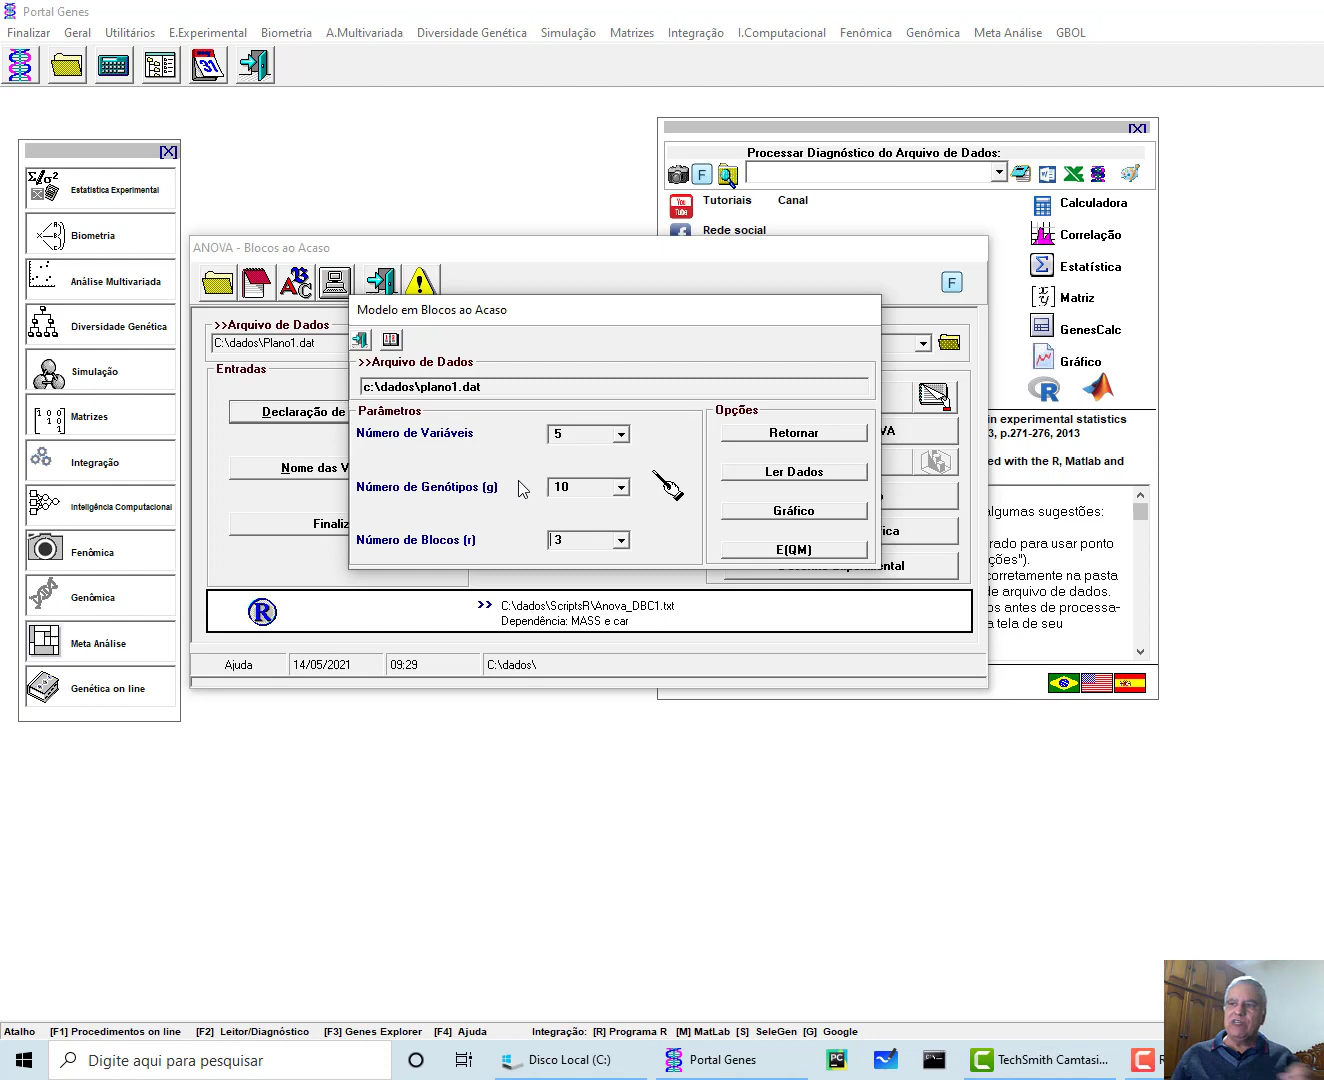 Portal Genes
Finalizar Geral Utilitários E.Experimental Biometria A.Multivariada Diversidade Genética Simulação Matrizes Integração I.Computacional Fenômica Genômica Meta Análise GBOL
31
[X]
Σ/σ²
Estatística Experimental
Biometria
Análise Multivariada
Diversidade Genética
Simulação
Matrizes
Integração
Inteligência Computacional
Fenômica
Genômica
Meta Análise
Genética on line
[X]
Processar Diagnóstico do Arquivo de Dados:
F
You Tube
Tutoriais Canal
Rede social
Calculadora
Correlação
Estatística
Matriz
GenesCalc
Gráfico
in experimental statistics
3, p.271-276, 2013
ed with the R, Matlab and
algumas sugestões:
rado para usar ponto
ções").
corretamente na pasta
de arquivo de dados.
os antes de processa-
a tela de seu
ANOVA - Blocos ao Acaso
F
>>Arquivo de Dados
C:\dados\Plano1.dat
Entradas
Declaração de
Nome das V
Finaliz
VA
o
ica
R
>> C:\dados\ScriptsR\Anova_DBC1.txt
Dependência: MASS e car
Ajuda 14/05/2021 09:29 C:\dados\
Modelo em Blocos ao Acaso
>>Arquivo de Dados
c:\dados\plano1.dat
Parâmetros
Número de Variáveis 5
Número de Genótipos (g) 10
Número de Blocos (r) 3
Opções
Retornar
Ler Dados
Gráfico
E(QM)
Atalho [F1] Procedimentos on line [F2] Leitor/Diagnóstico [F3] Genes Explorer [F4] Ajuda Integração: [R] Programa R [M] MatLab [S] SeleGen [G] Google
Digite aqui para pesquisar Disco Local (C:) Portal Genes PC TechSmith Camtasi...